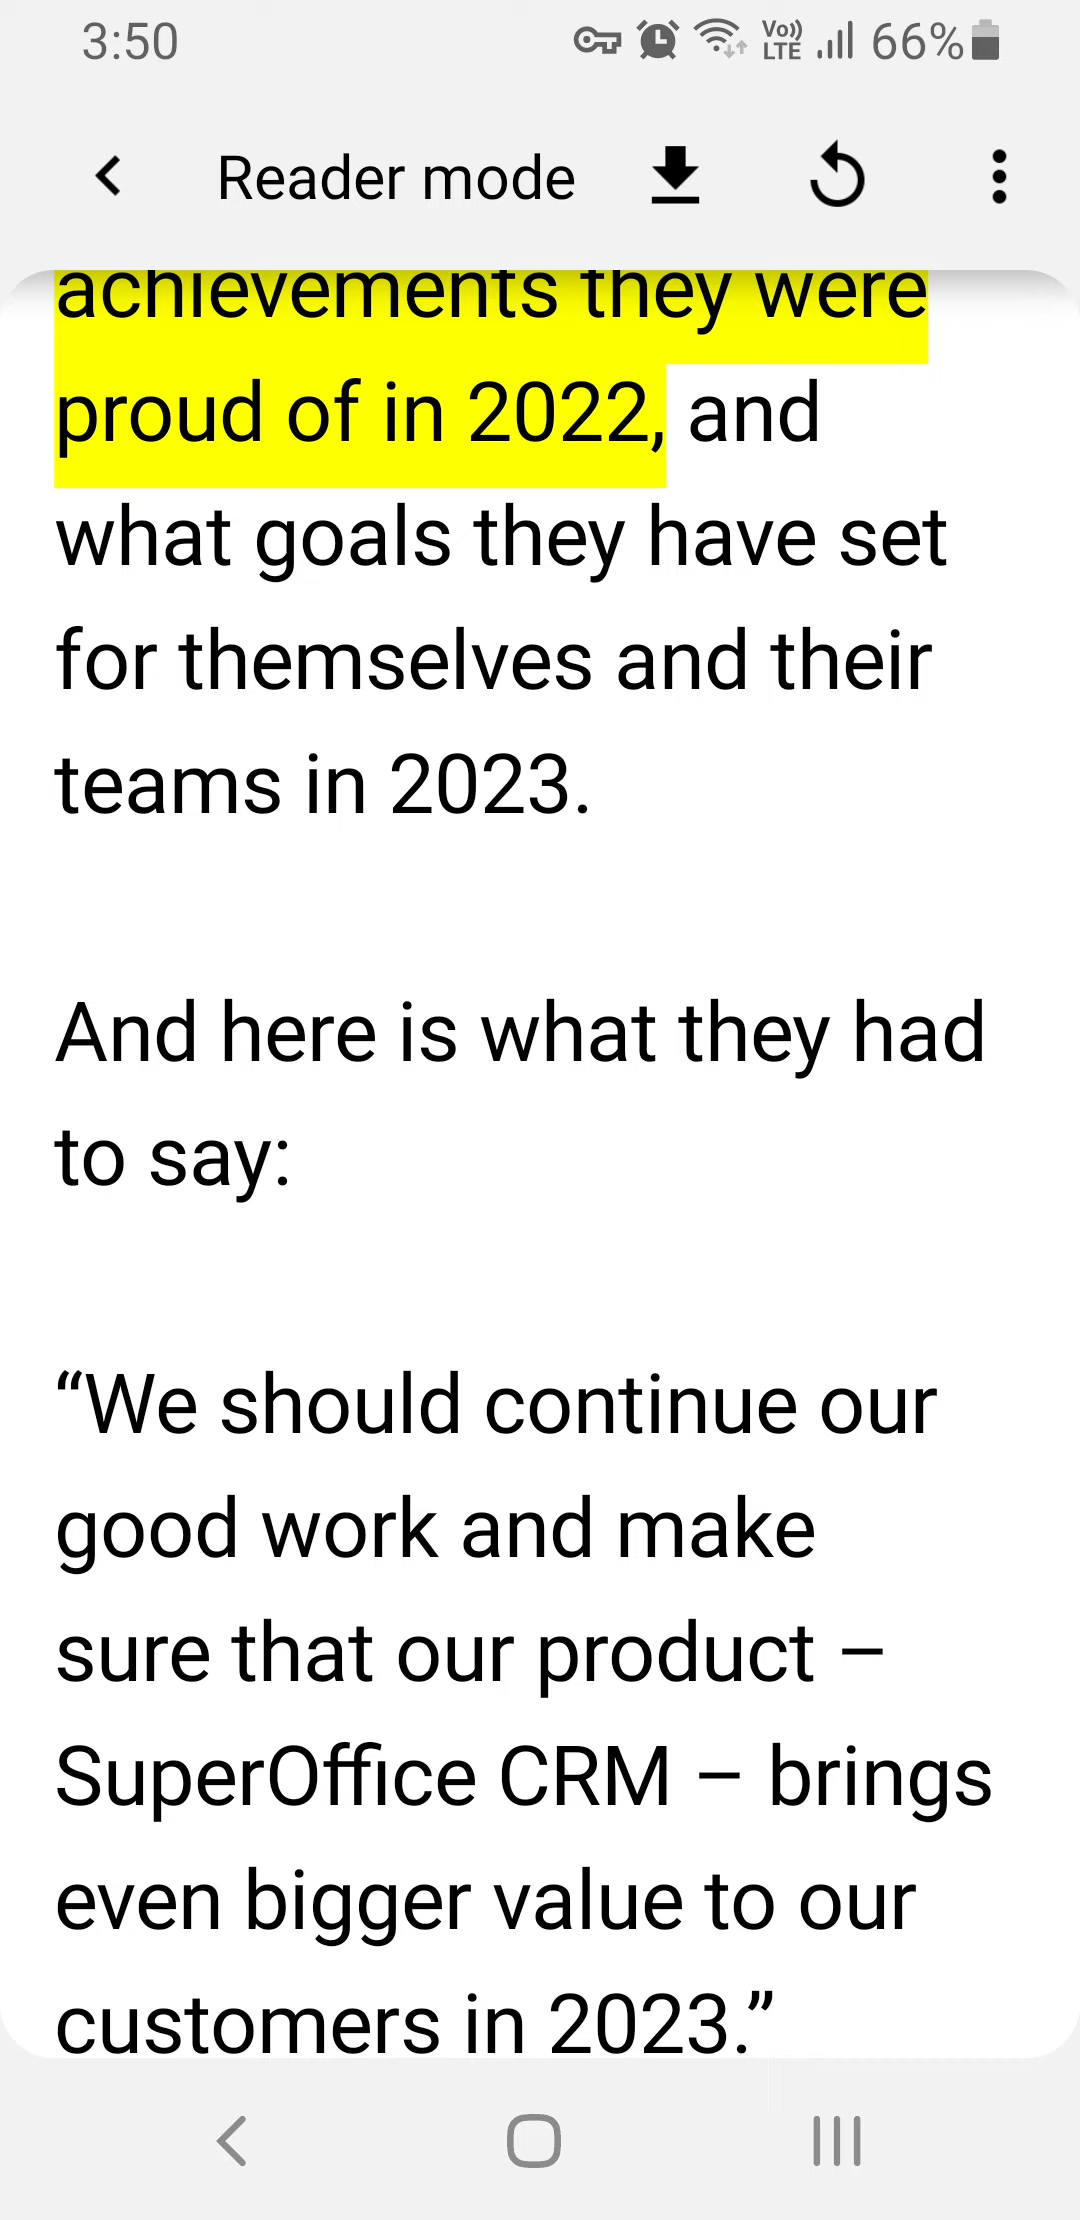 3:50 Vo)) LTE 66%
Reader mode
achievements they were
proud of in 2022, and
what goals they have set
for themselves and their
teams in 2023.
And here is what they had
to say:
“We should continue our
good work and make
sure that our product –
SuperOffice CRM – brings
even bigger value to our
customers in 2023.”